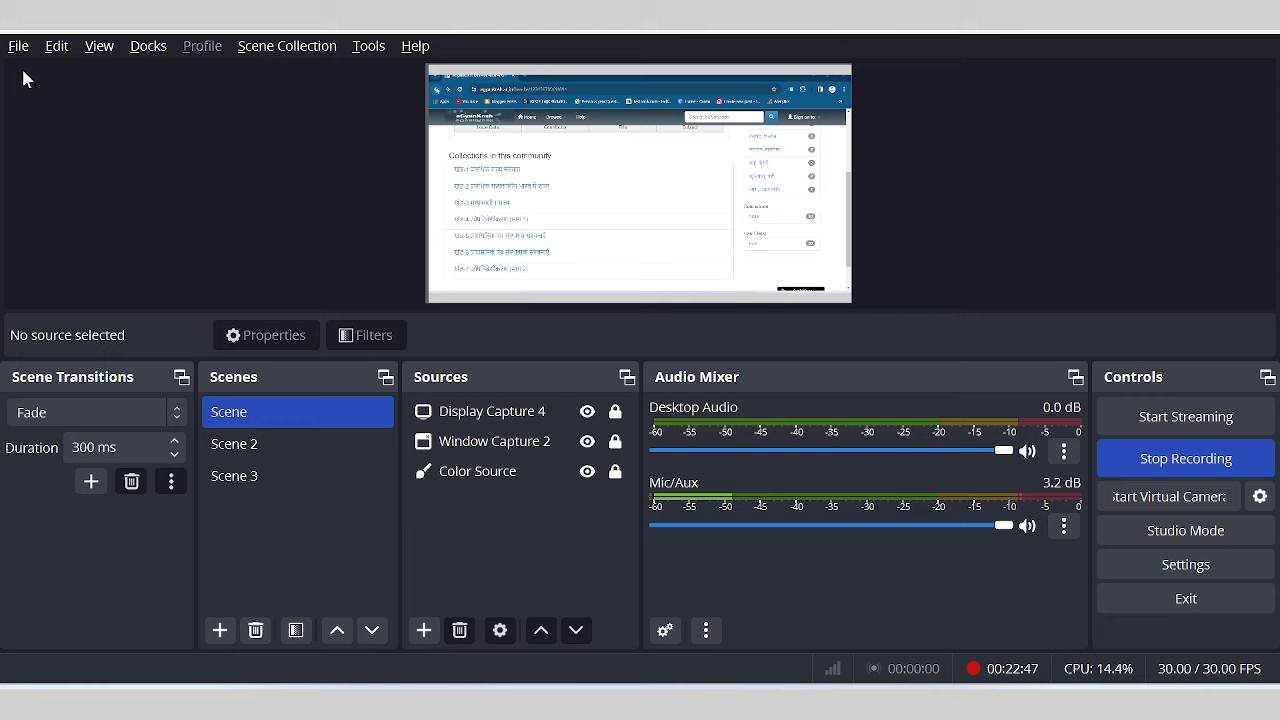 File Edit View Docks Profile Scene Collection Tools Help
Home Browse Help
Collections in this community
No source selected Properties Filters
Scene Transitions Scenes Sources Audio Mixer Controls
Fade
Duration 300 ms
Scene
Scene 2
Scene 3
Display Capture 4
Window Capture 2
Color Source
Desktop Audio 0.0 dB
-60 -55 -50 -45 -40 -35 -30 -25 -20 -15 -10 -5 0
Mic/Aux 3.2 dB
-60 -55 -50 -45 -40 -35 -30 -25 -20 -15 -10 -5 0
Start Streaming
Stop Recording
tart Virtual Camer
Studio Mode
Settings
Exit
00:00:00 00:22:47 CPU: 14.4% 30.00 / 30.00 FPS